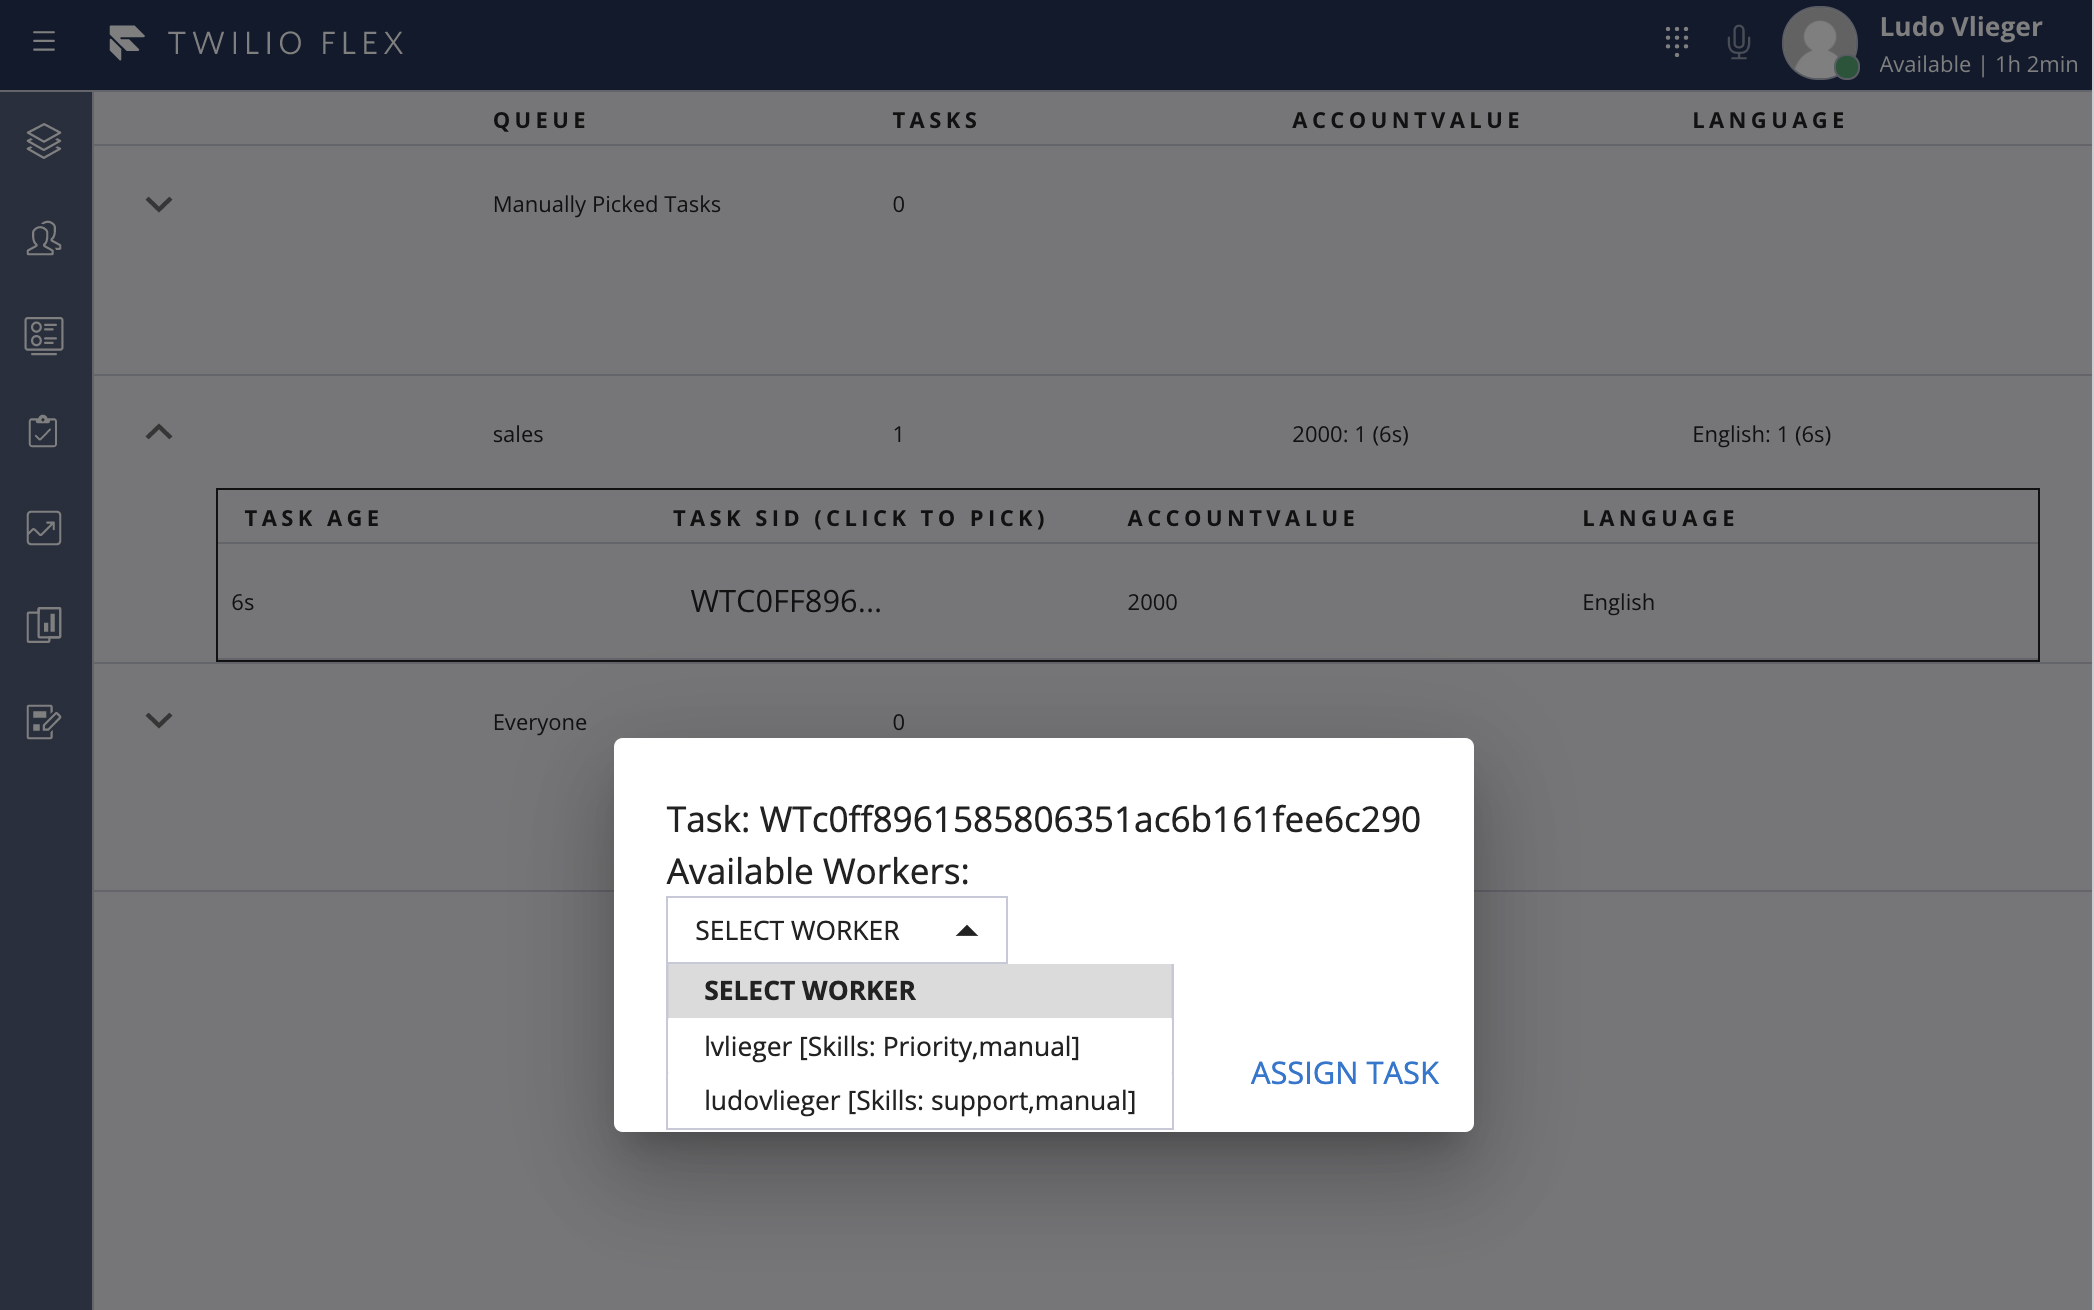 TWILIO FLEX
Ludo Vlieger
Available | 1h 2min
QUEUE TASKS ACCOUNTVALUE LANGUAGE
Manually Picked Tasks 0
sales 1 2000: 1 (6s) English: 1 (6s)
TASK AGE TASK SID (CLICK TO PICK) ACCOUNTVALUE LANGUAGE
6s WTC0FF896... 2000 English
Everyone 0
Task: WTc0ff8961585806351ac6b161fee6c290
Available Workers:
SELECT WORKER
SELECT WORKER
lvlieger [Skills: Priority,manual]
ludovlieger [Skills: support,manual]
ASSIGN TASK